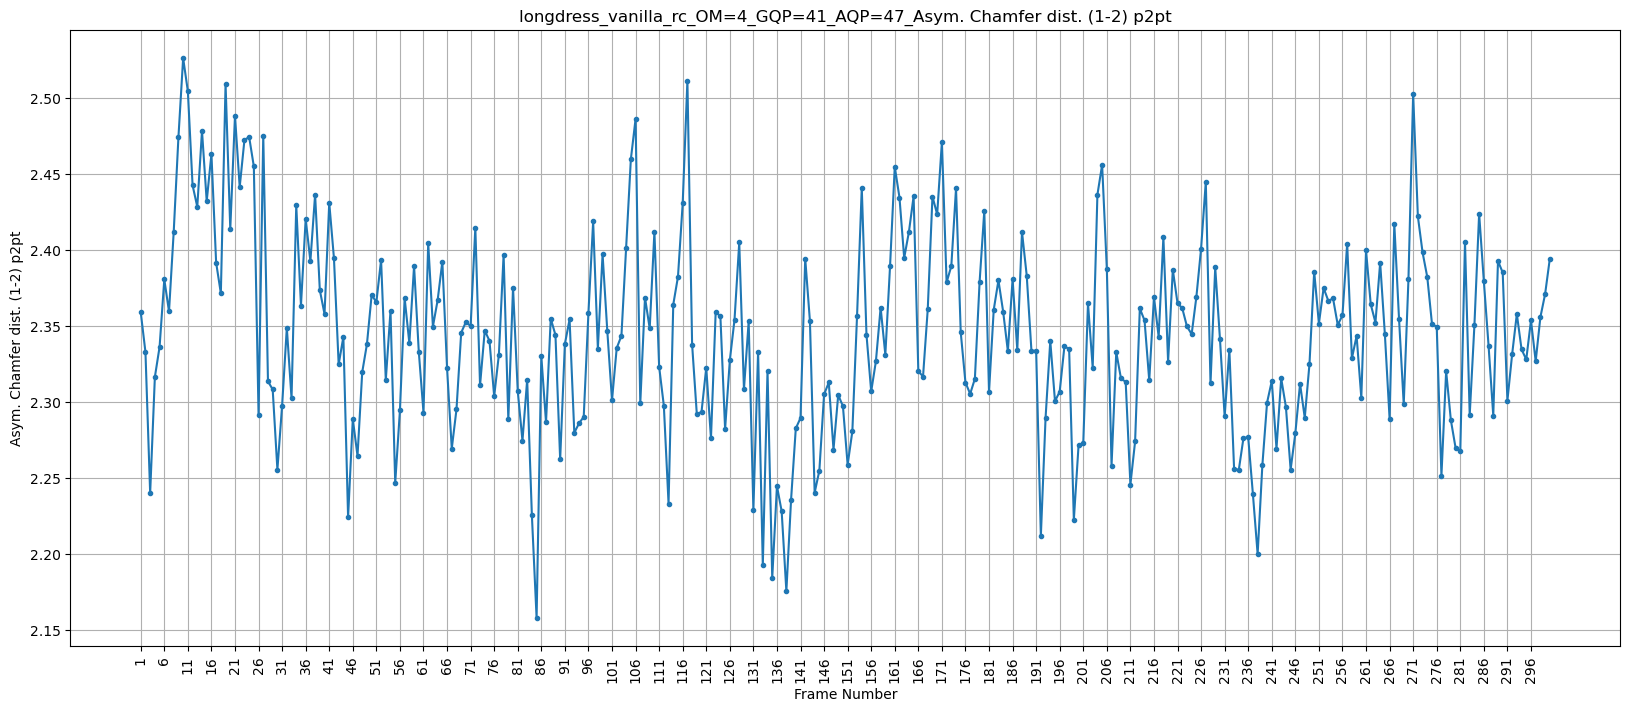 longdress_vanilla_rc_OM=4_GQP=41_AQP=47_Asym. Chamfer dist. (1-2) p2pt
Asym. Chamfer dist. (1-2) p2pt
2.50
2.45
2.40
2.35
2.30
2.25
2.20
2.15
1 6 11 16 21 26 31 36 41 46 51 56 61 66 71 76 81 86 91 96 101 106 111 116 121 126 131 136 141 146 151 156 161 166 171 176 181 186 191 196 201 206 211 216 221 226 231 236 241 246 251 256 261 266 271 276 281 286 291 296
Frame Number